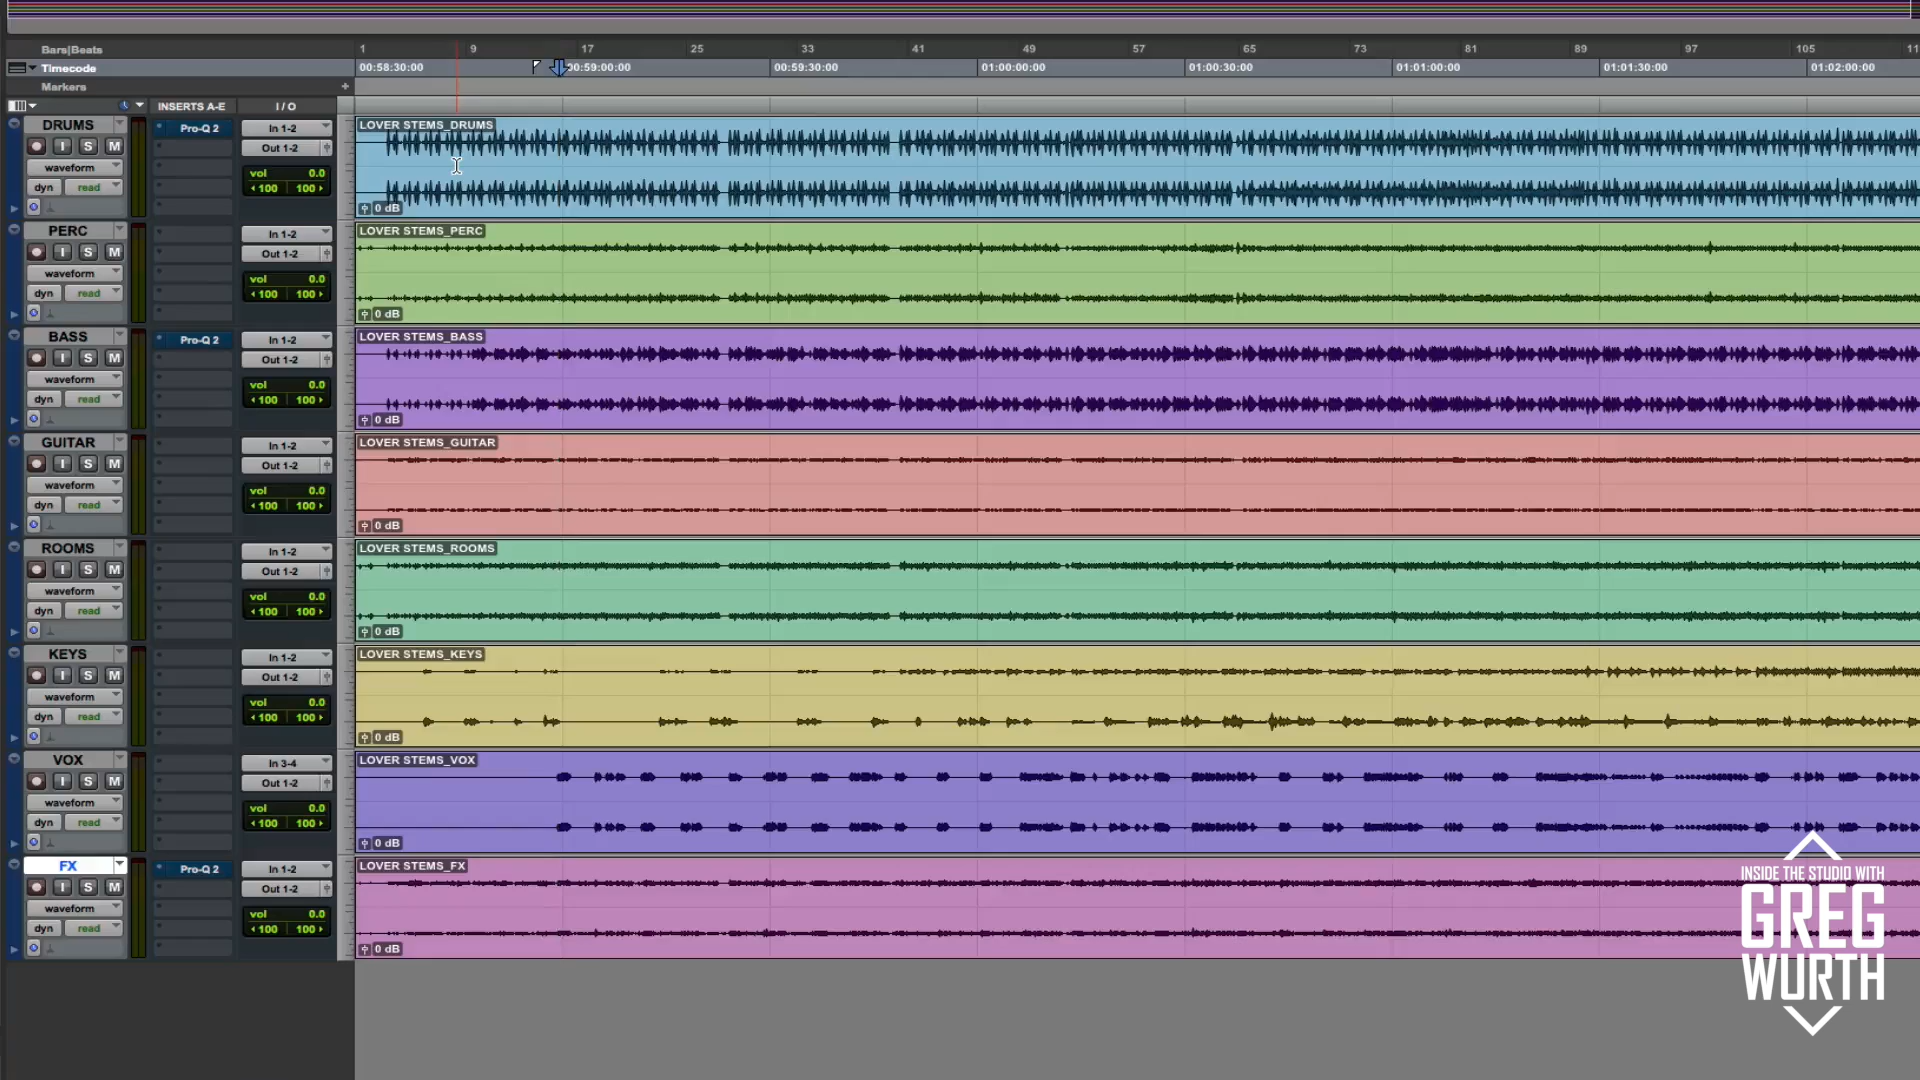 Bars|Beats 1 9 17 25 33 41 49 57 65 73 81 89 97 105 11
Timecode 00:58:30:00 00:59:00:00 00:59:30:00 01:00:00:00 01:00:30:00 01:01:00:00 01:01:30:00 01:02:00:00
Markers +
INSERTS A-E I / O
DRUMS Pro-Q 2 In 1-2 LOVER STEMS_DRUMS
I S M Out 1-2
waveform vol 0.0
dyn read 100 100
0 dB
PERC In 1-2 LOVER STEMS_PERC
I S M Out 1-2
waveform vol 0.0
dyn read 100 100
0 dB
BASS Pro-Q 2 In 1-2 LOVER STEMS_BASS
I S M Out 1-2
waveform vol 0.0
dyn read 100 100
0 dB
GUITAR In 1-2 LOVER STEMS_GUITAR
I S M Out 1-2
waveform vol 0.0
dyn read 100 100
0 dB
ROOMS In 1-2 LOVER STEMS_ROOMS
I S M Out 1-2
waveform vol 0.0
dyn read 100 100
0 dB
KEYS In 1-2 LOVER STEMS_KEYS
I S M Out 1-2
waveform vol 0.0
dyn read 100 100
0 dB
VOX In 3-4 LOVER STEMS_VOX
I S M Out 1-2
waveform vol 0.0
dyn read 100 100
0 dB
FX Pro-Q 2 In 1-2 LOVER STEMS_FX
I S M Out 1-2
waveform vol 0.0
dyn read 100 100
0 dB
INSIDE THE STUDIO WITH
GREG
WURTH